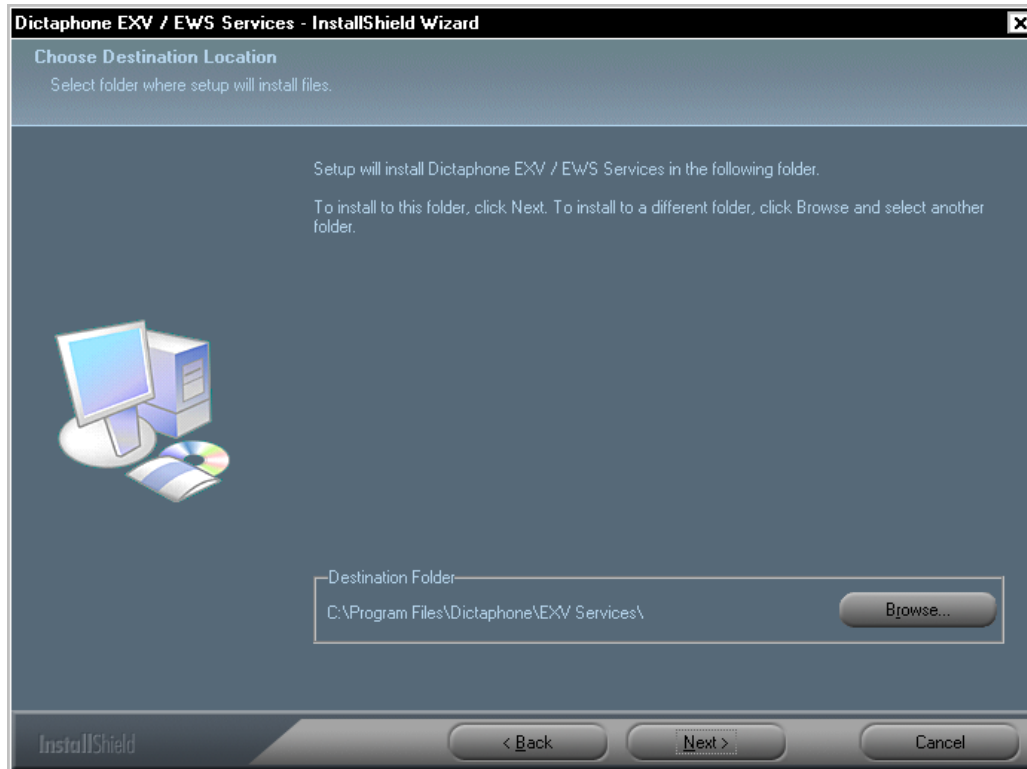 Dictaphone EXV / EWS Services - InstallShield Wizard
Choose Destination Location
Select folder where setup will install files.
Setup will install Dictaphone EXV / EWS Services in the following folder.
To install to this folder, click Next. To install to a different folder, click Browse and select another
folder.
Destination Folder
C:\Program Files\Dictaphone\EXV Services\
Browse...
InstallShield
< Back
Next >
Cancel